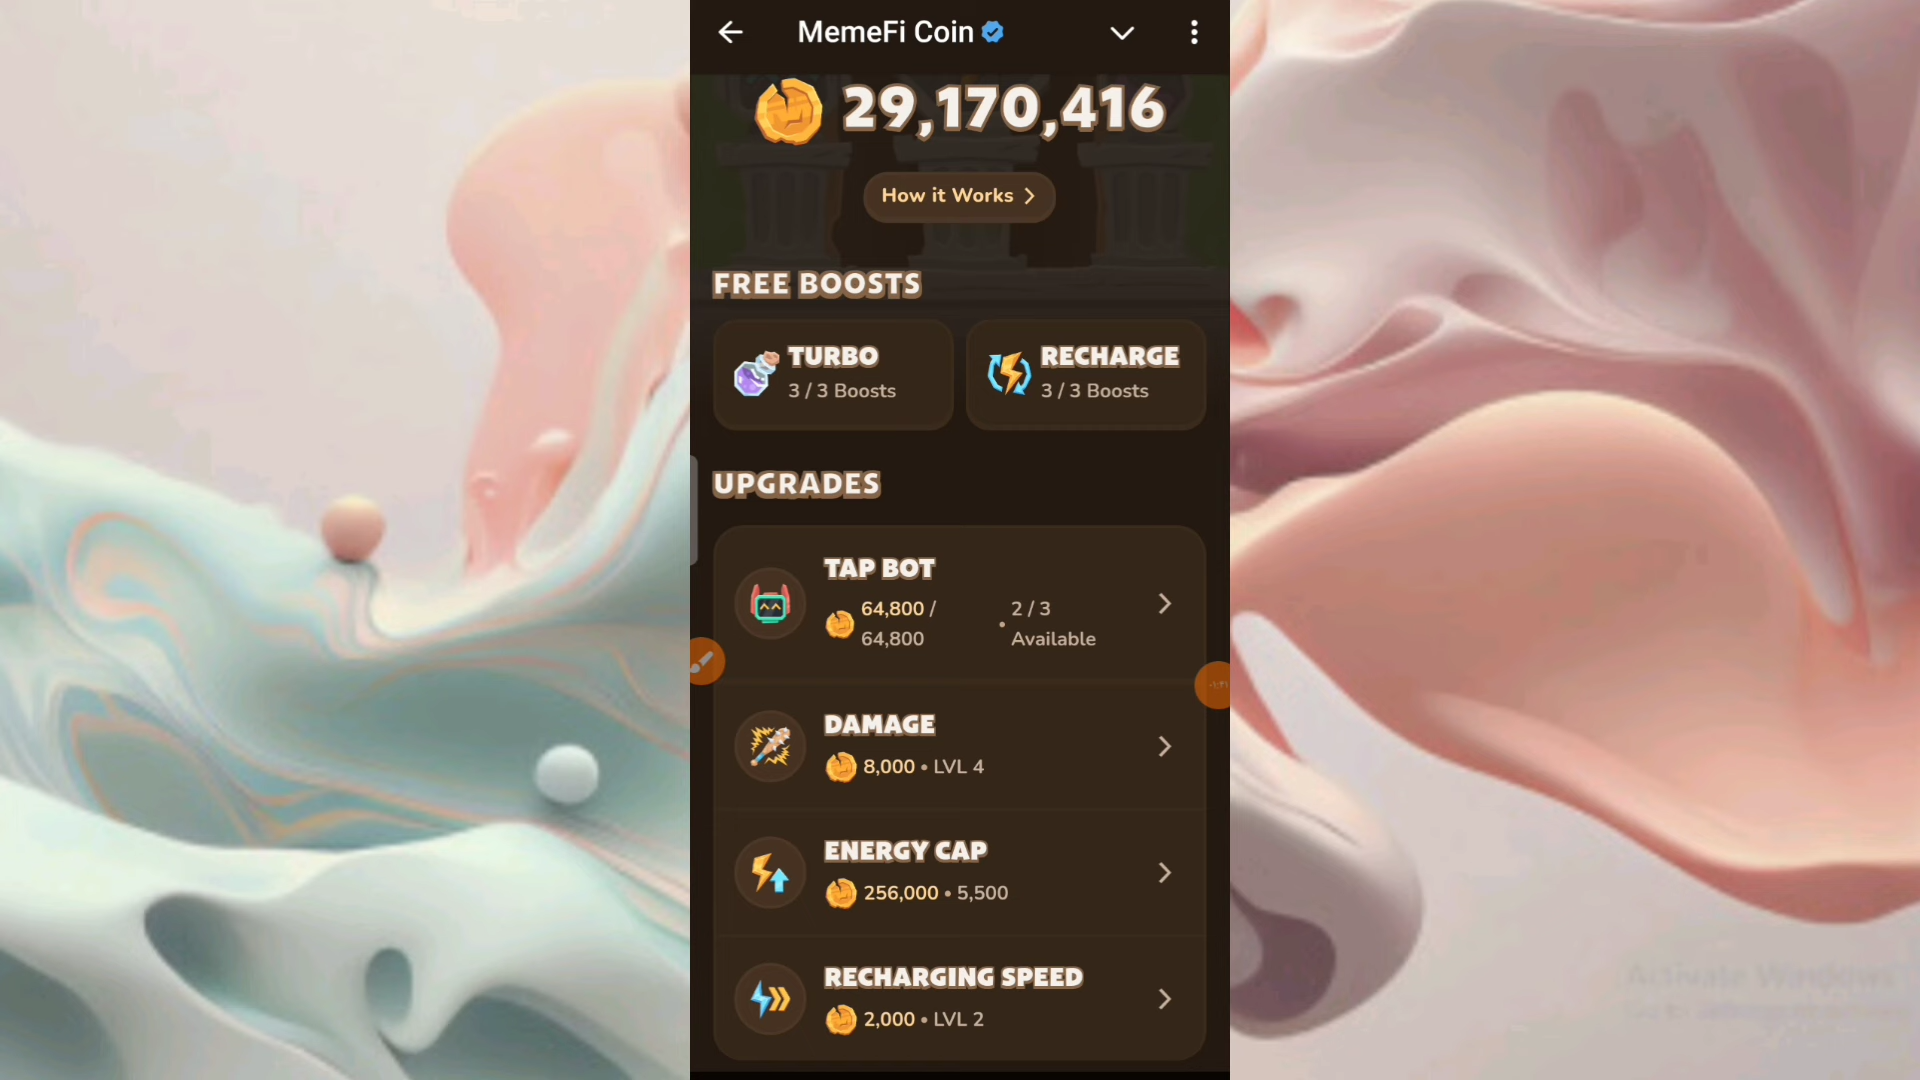 MemeFi Coin
29,170,416
How it Works
FREE BOOSTS
TURBO
3 / 3 Boosts
RECHARGE
3 / 3 Boosts
UPGRADES
TAP BOT
64,800 /
64,800
• 2 / 3
Available
DAMAGE
8,000 • LVL 4
ENERGY CAP
256,000 • 5,500
RECHARGING SPEED
2,000 • LVL 2
Activate Windows